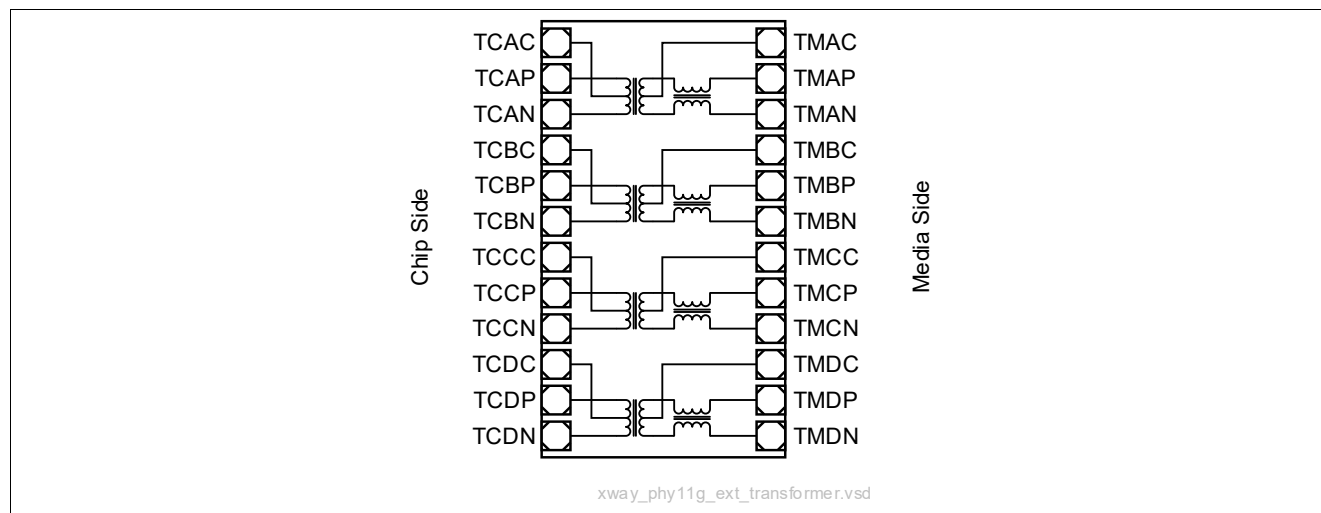 TCAC TMAC
TCAP TMAP
TCAN TMAN
TCBC TMBC
TCBP TMBP
TCBN TMBN
Chip Side
Media Side
TCCC TMCC
TCCP TMCP
TCCN TMCN
TCDC TMDC
TCDP TMDP
TCDN TMDN
xway_phy11g_ext_transformer.vsd